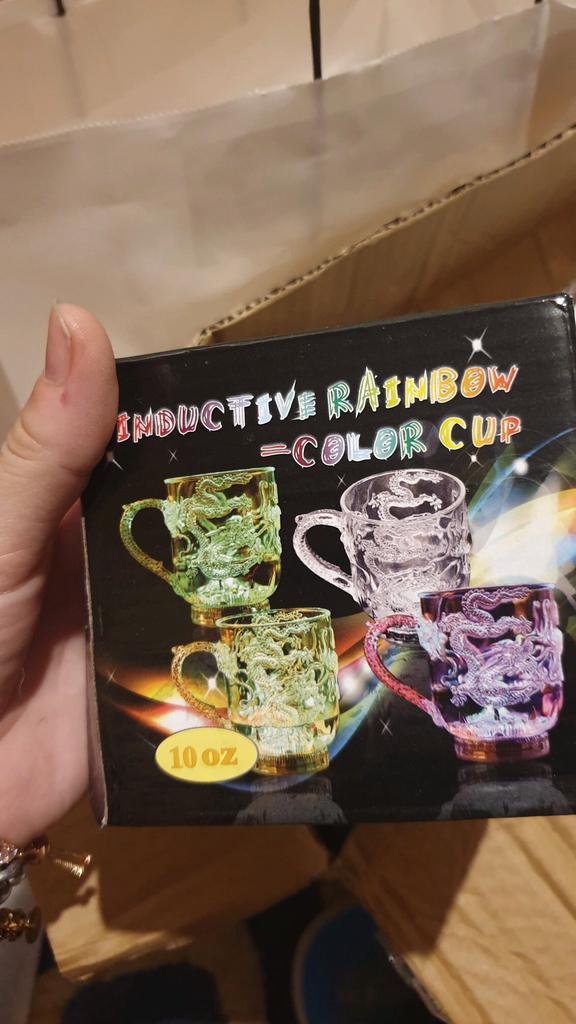 INDUCTIVE RAINBOW
=COLOR CUP
10 oz